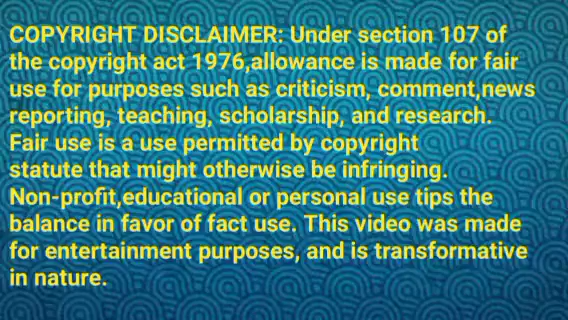 COPYRIGHT DISCLAIMER: Under section 107 of
the copyright act 1976,allowance is made for fair
use for purposes such as criticism, comment,news
reporting, teaching, scholarship, and research.
Fair use is a use permitted by copyright
statute that might otherwise be infringing.
Non-profit,educational or personal use tips the
balance in favor of fact use. This video was made
for entertainment purposes, and is transformative
in nature.